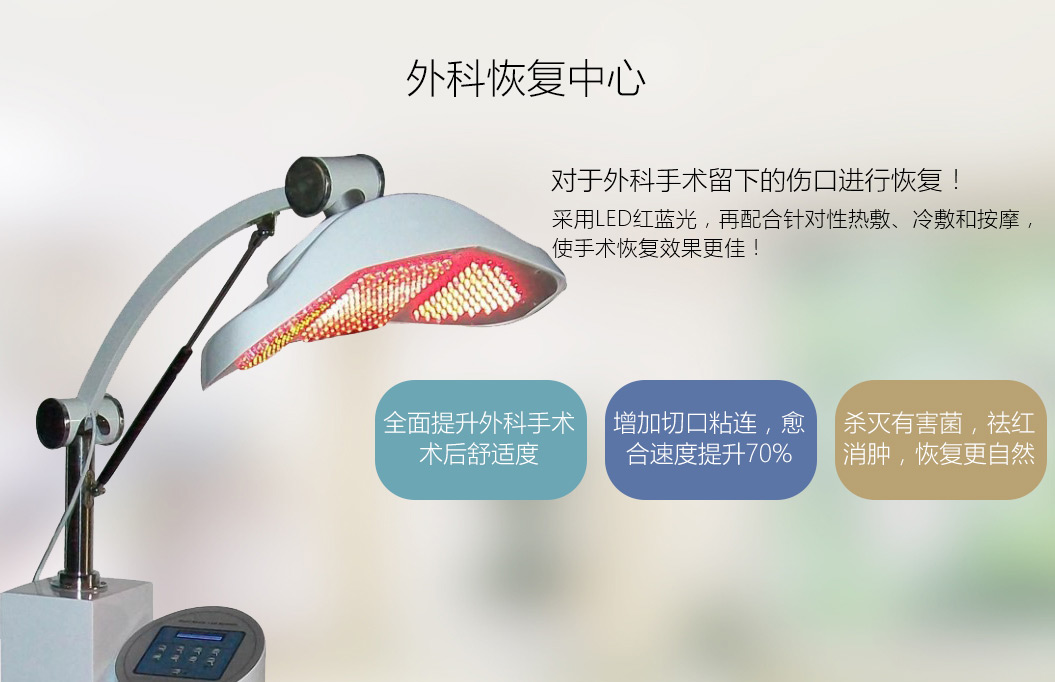 外科恢复中心
对于外科手术留下的伤口进行恢复！
采用LED红蓝光，再配合针对性热敷、冷敷和按摩，
使手术恢复效果更佳！
全面提升外科手术
术后舒适度
增加切口粘连，愈
合速度提升70%
杀灭有害菌，祛红
消肿，恢复更自然